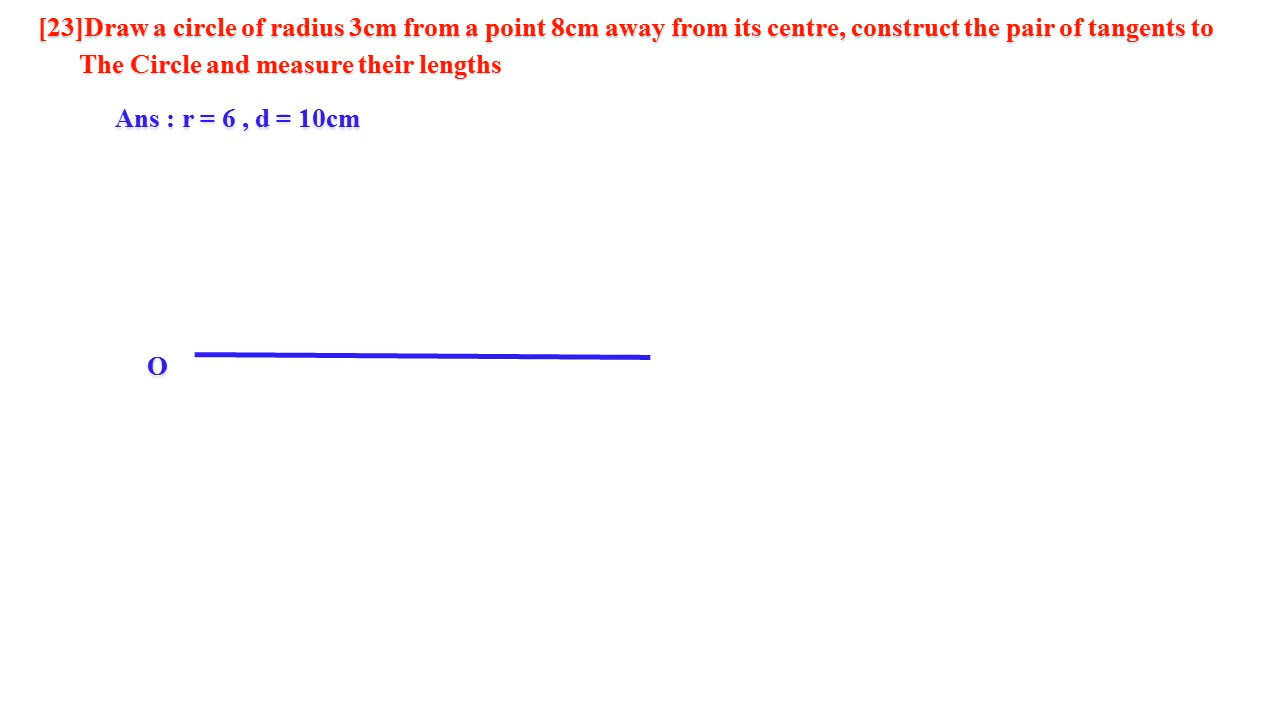 [23]Draw a circle of radius 3cm from a point 8cm away from its centre, construct the pair of tangents to
The Circle and measure their lengths
Ans : r = 6 , d = 10cm
O